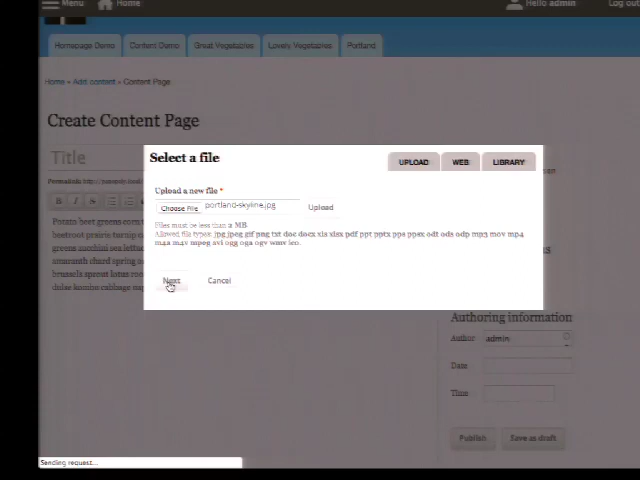 Menu Home Hello admin Log out
Homepage Demo Content Demo Great Vegetables Lovely Vegetables Portland
Home » Add content » Content Page
Create Content Page
Title
Select a file
UPLOAD WEB LIBRARY
Upload a new file *
Choose File portland-skyline.jpg Upload
Files must be less than 2 MB
Allowed file types: jpg jpeg gif png txt doc docx xls xlsx pdf ppt pptx pps ppsx odt ods odp mp3 mov mp4
m4a m4v mpeg avi ogg oga ogv wmv ico.
Next Cancel
Permalink: http://
B I S
Potato beet greens corn
beetroot prairie turnip
greens zucchini sea lettuce
amaranth chard spring
brussels sprout latus
dulse kombu cabbage
Authoring information
Author admin
Date
Time
Publish Save as draft
Sending request...